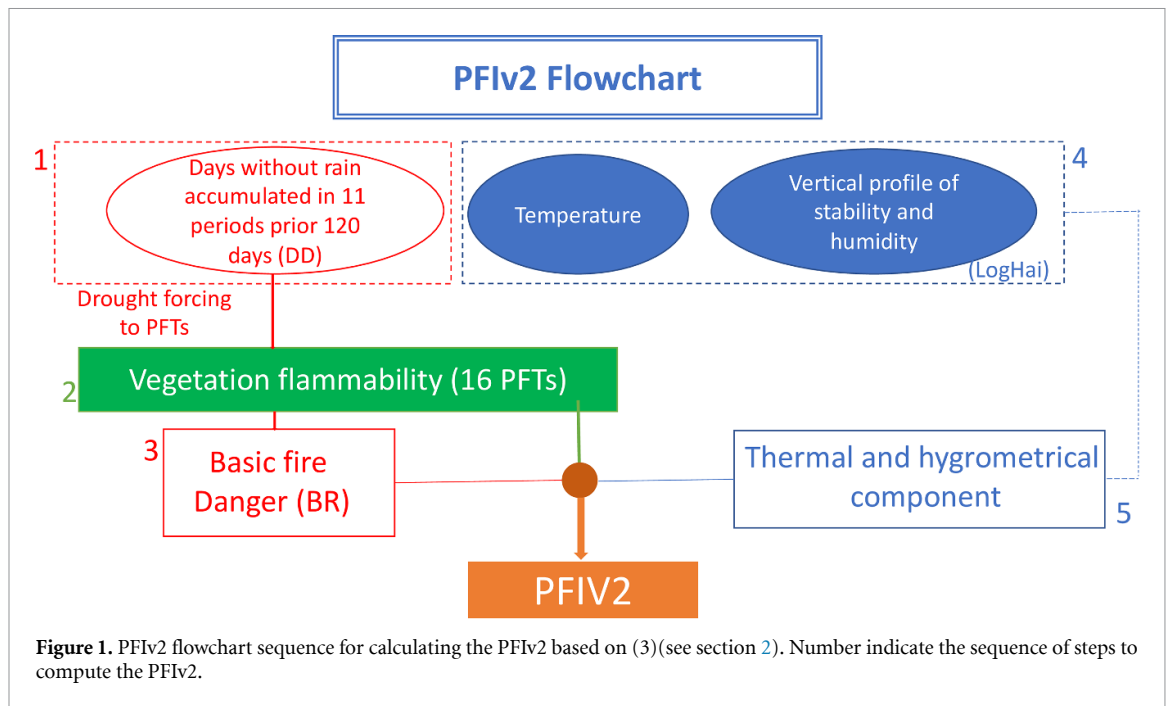 PFIv2 Flowchart
1
Days without rain
accumulated in 11
periods prior 120
days (DD)
Temperature
Vertical profile of
stability and
humidity
(LogHai)
4
Drought forcing
to PFTs
2
Vegetation flammability (16 PFTs)
3
Basic fire
Danger (BR)
Thermal and hygrometrical
component
5
PFIV2
Figure 1. PFIv2 flowchart sequence for calculating the PFIv2 based on (3)(see section 2). Number indicate the sequence of steps to
compute the PFIv2.